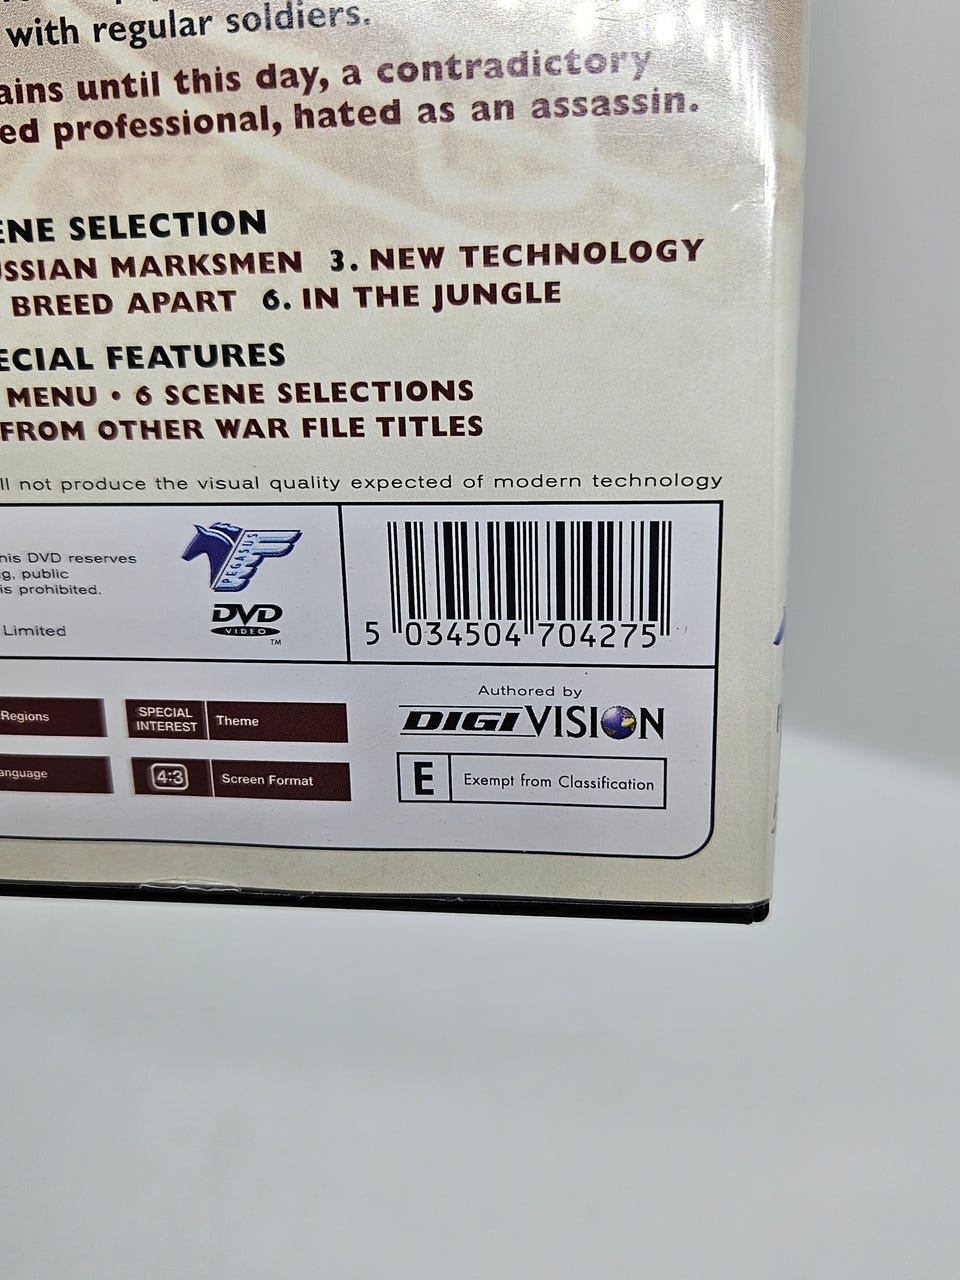 with regular soldiers.
ains until this day, a contradictory
ed professional, hated as an assassin.
ENE SELECTION
SSIAN MARKSMEN 3. NEW TECHNOLOGY
BREED APART 6. IN THE JUNGLE
ECIAL FEATURES
MENU • 6 SCENE SELECTIONS
FROM OTHER WAR FILE TITLES
ll not produce the visual quality expected of modern technology
his DVD reserves
g, public
is prohibited.
Limited
PEGASUS
DVD
VIDEO
TM
5 034504 704275
Regions
SPECIAL
INTEREST
Theme
anguage
4:3
Screen Format
Authored by
DIGIVISION
E
Exempt from Classification